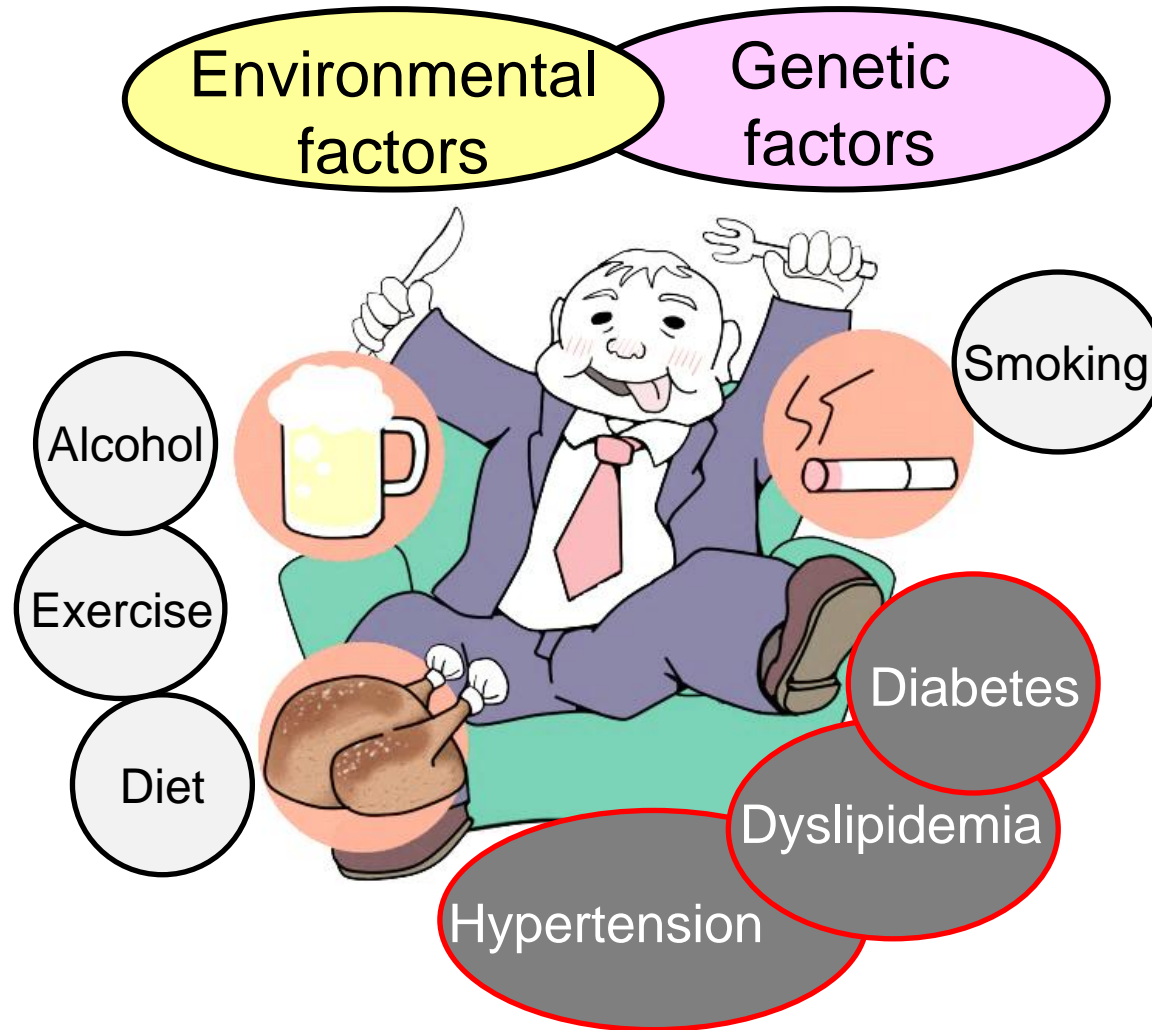 Environmental
factors
Genetic
factors
Smoking
Alcohol
Exercise
Diet
Diabetes
Dyslipidemia
Hypertension